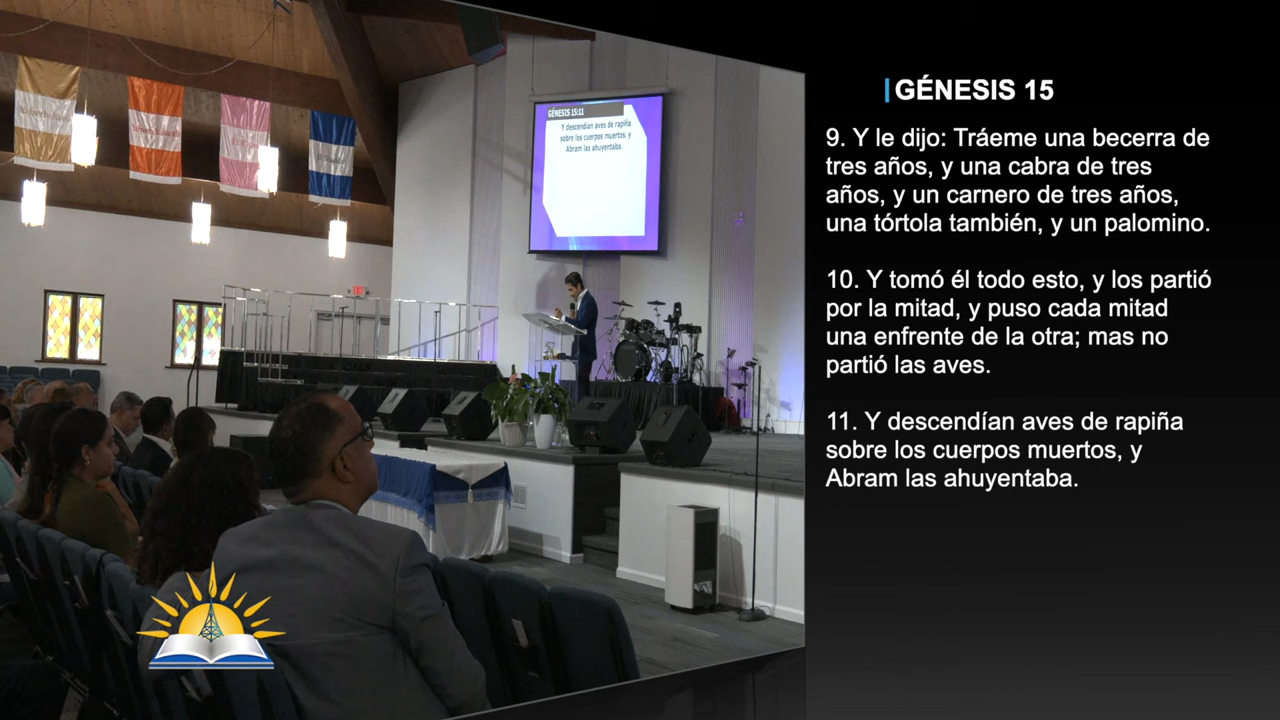 GÉNESIS 15:11
Y descendían aves de rapiña
sobre los cuerpos muertos, y
Abram las ahuyentaba.
EXIT
GÉNESIS 15
9. Y le dijo: Tráeme una becerra de
tres años, y una cabra de tres
años, y un carnero de tres años,
una tórtola también, y un palomino.
10. Y tomó él todo esto, y los partió
por la mitad, y puso cada mitad
una enfrente de la otra; mas no
partió las aves.
11. Y descendían aves de rapiña
sobre los cuerpos muertos, y
Abram las ahuyentaba.